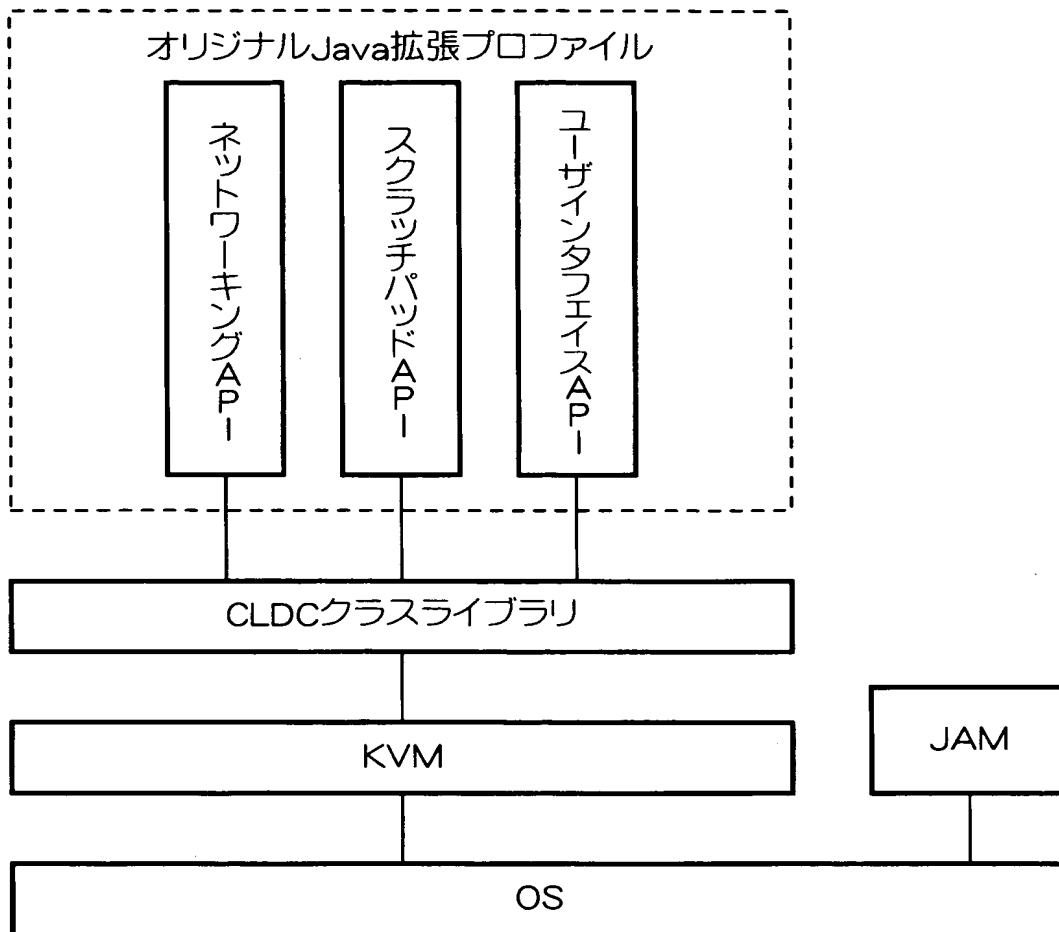 オリジナルJava拡張プロファイル
ネットワーキングAPI
スクラッチパッドAPI
ユーザインタフェイスAPI
CLDCクラスライブラリ
KVM
JAM
OS